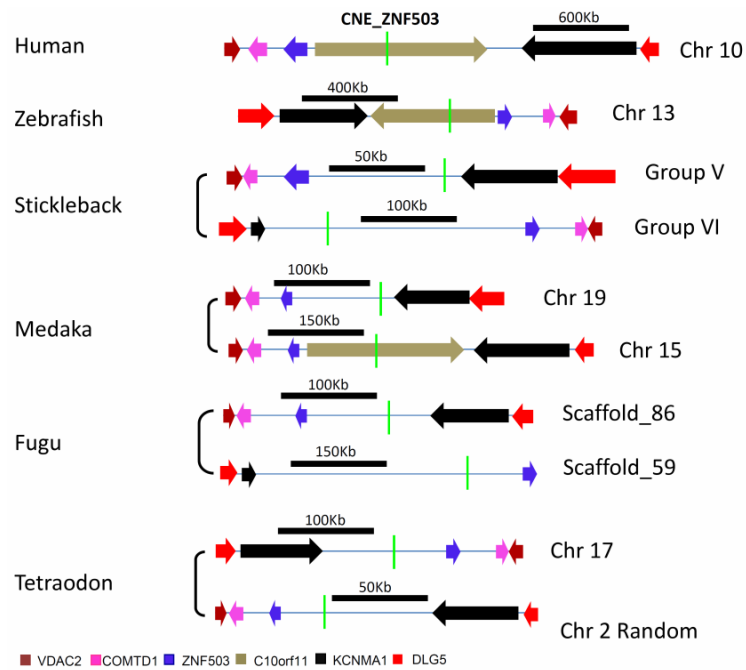 CNE_ZNF503
600Kb
Human
Chr 10
400Kb
Zebrafish
Chr 13
50Kb
Group V
Stickleback
100Kb
Group VI
100Kb
Chr 19
Medaka
150Kb
Chr 15
100Kb
Scaffold_86
Fugu
150Kb
Scaffold_59
100Kb
Chr 17
Tetraodon
50Kb
Chr 2 Random
VDAC2 COMTD1 ZNF503 C10orf11 KCNMA1 DLG5